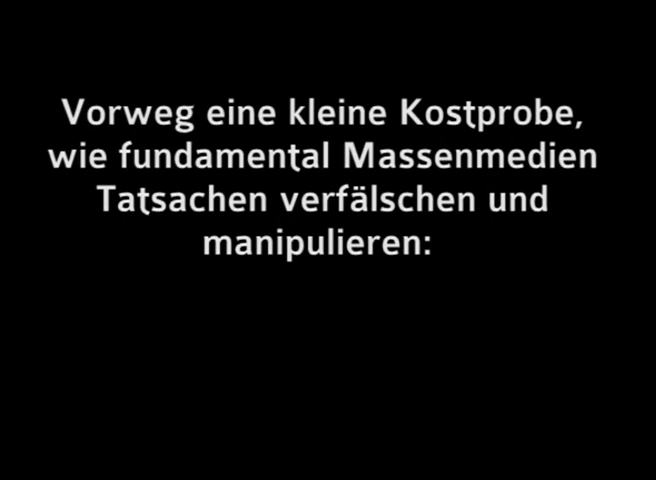 Vorweg eine kleine Kostprobe,
wie fundamental Massenmedien
Tatsachen verfälschen und
manipulieren: